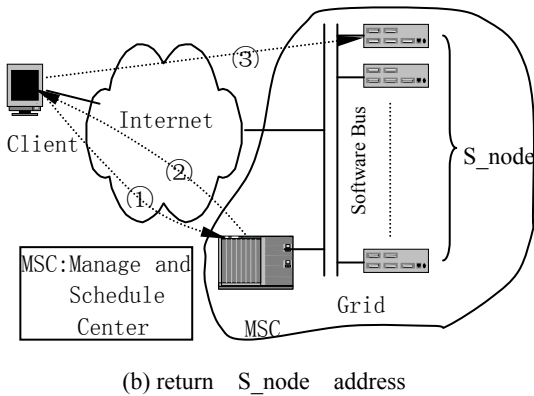 ③
Internet
Client
②
①
Software Bus
S_node
MSC:Manage and
Schedule
Center
MSC
Grid
(b) return S_node address